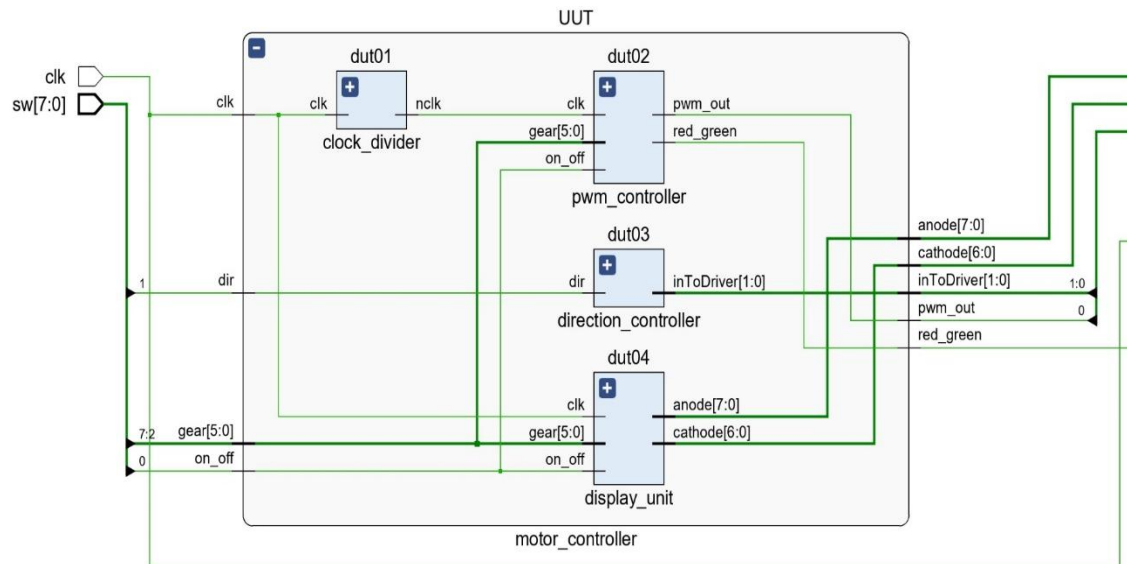 UUT
clk
sw[7:0]
dut01
clk
clk
nclk
clock_divider
dut02
clk
gear[5:0]
on_off
pwm_out
red_green
pwm_controller
1
dir
dut03
dir
inToDriver[1:0]
direction_controller
dut04
clk
gear[5:0]
on_off
anode[7:0]
cathode[6:0]
display_unit
7:2
gear[5:0]
0
on_off
anode[7:0]
cathode[6:0]
inToDriver[1:0]
1:0
pwm_out
0
red_green
motor_controller